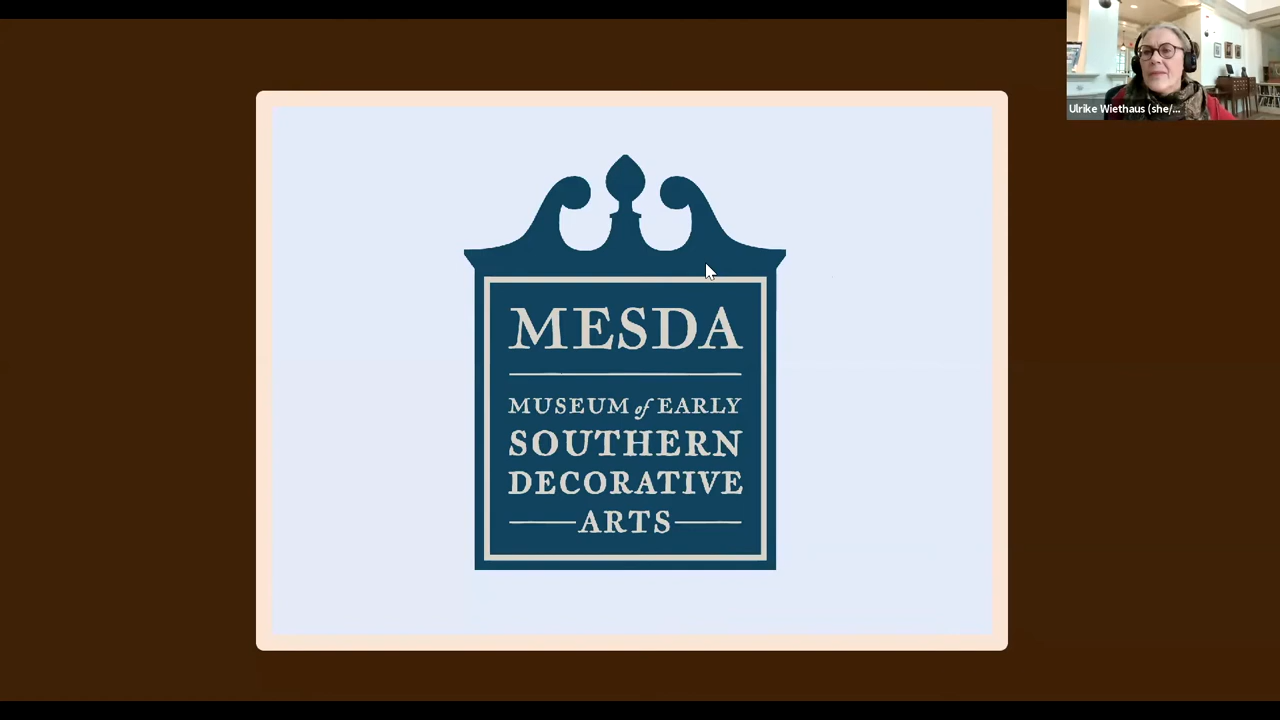 Ulrike Wiethaus (she/...
MESDA
MUSEUM of EARLY
SOUTHERN
DECORATIVE
ARTS